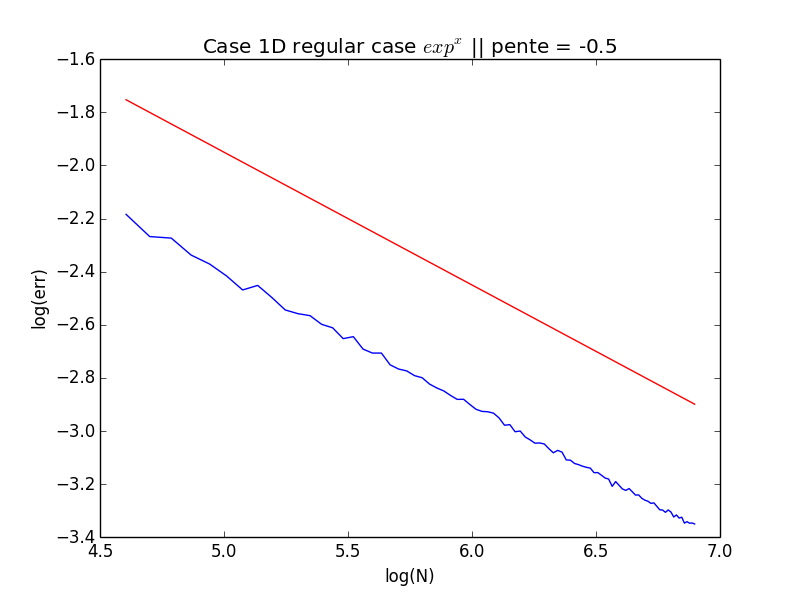 Case 1D regular case exp^x || pente = -0.5
−1.6
−1.8
−2.0
−2.2
−2.4
−2.6
−2.8
−3.0
−3.2
−3.4
log(err)
4.5 5.0 5.5 6.0 6.5 7.0
log(N)